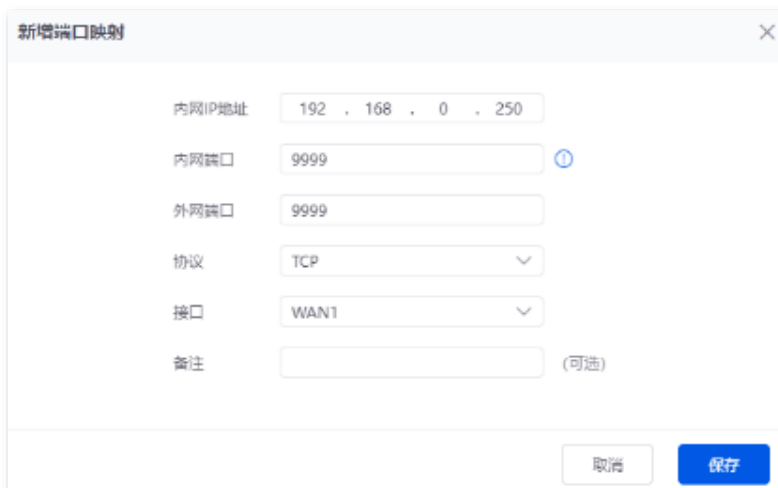 新增端口映射
内网IP地址 192 . 168 . 0 . 250
内网端口 9999
外网端口 9999
协议 TCP
接口 WAN1
备注 (可选)
取消 保存